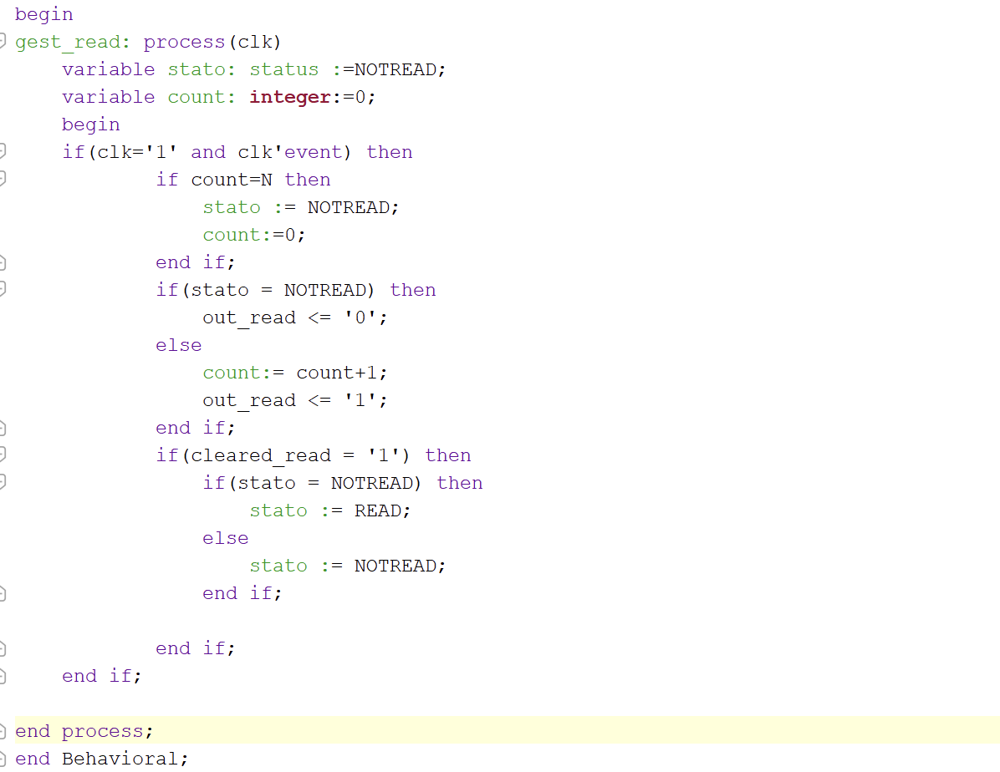 begin
gest_read: process(clk)
    variable stato: status :=NOTREAD;
    variable count: integer:=0;
    begin
    if(clk='1' and clk'event) then
            if count=N then
                stato := NOTREAD;
                count:=0;
            end if;
            if(stato = NOTREAD) then
                out_read <= '0';
            else
                count:= count+1;
                out_read <= '1';
            end if;
            if(cleared_read = '1') then
                if(stato = NOTREAD) then
                    stato := READ;
                else
                    stato := NOTREAD;
                end if;

            end if;
    end if;

end process;
end Behavioral;